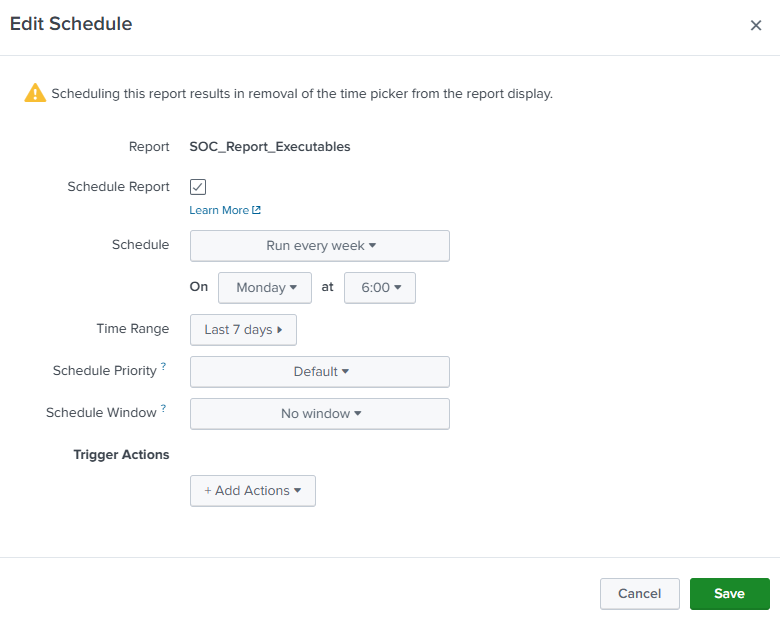 Edit Schedule
Scheduling this report results in removal of the time picker from the report display.
Report SOC_Report_Executables
Schedule Report
Learn More
Schedule Run every week
On Monday at 6:00
Time Range Last 7 days
Schedule Priority ? Default
Schedule Window ? No window
Trigger Actions
+ Add Actions
Cancel Save